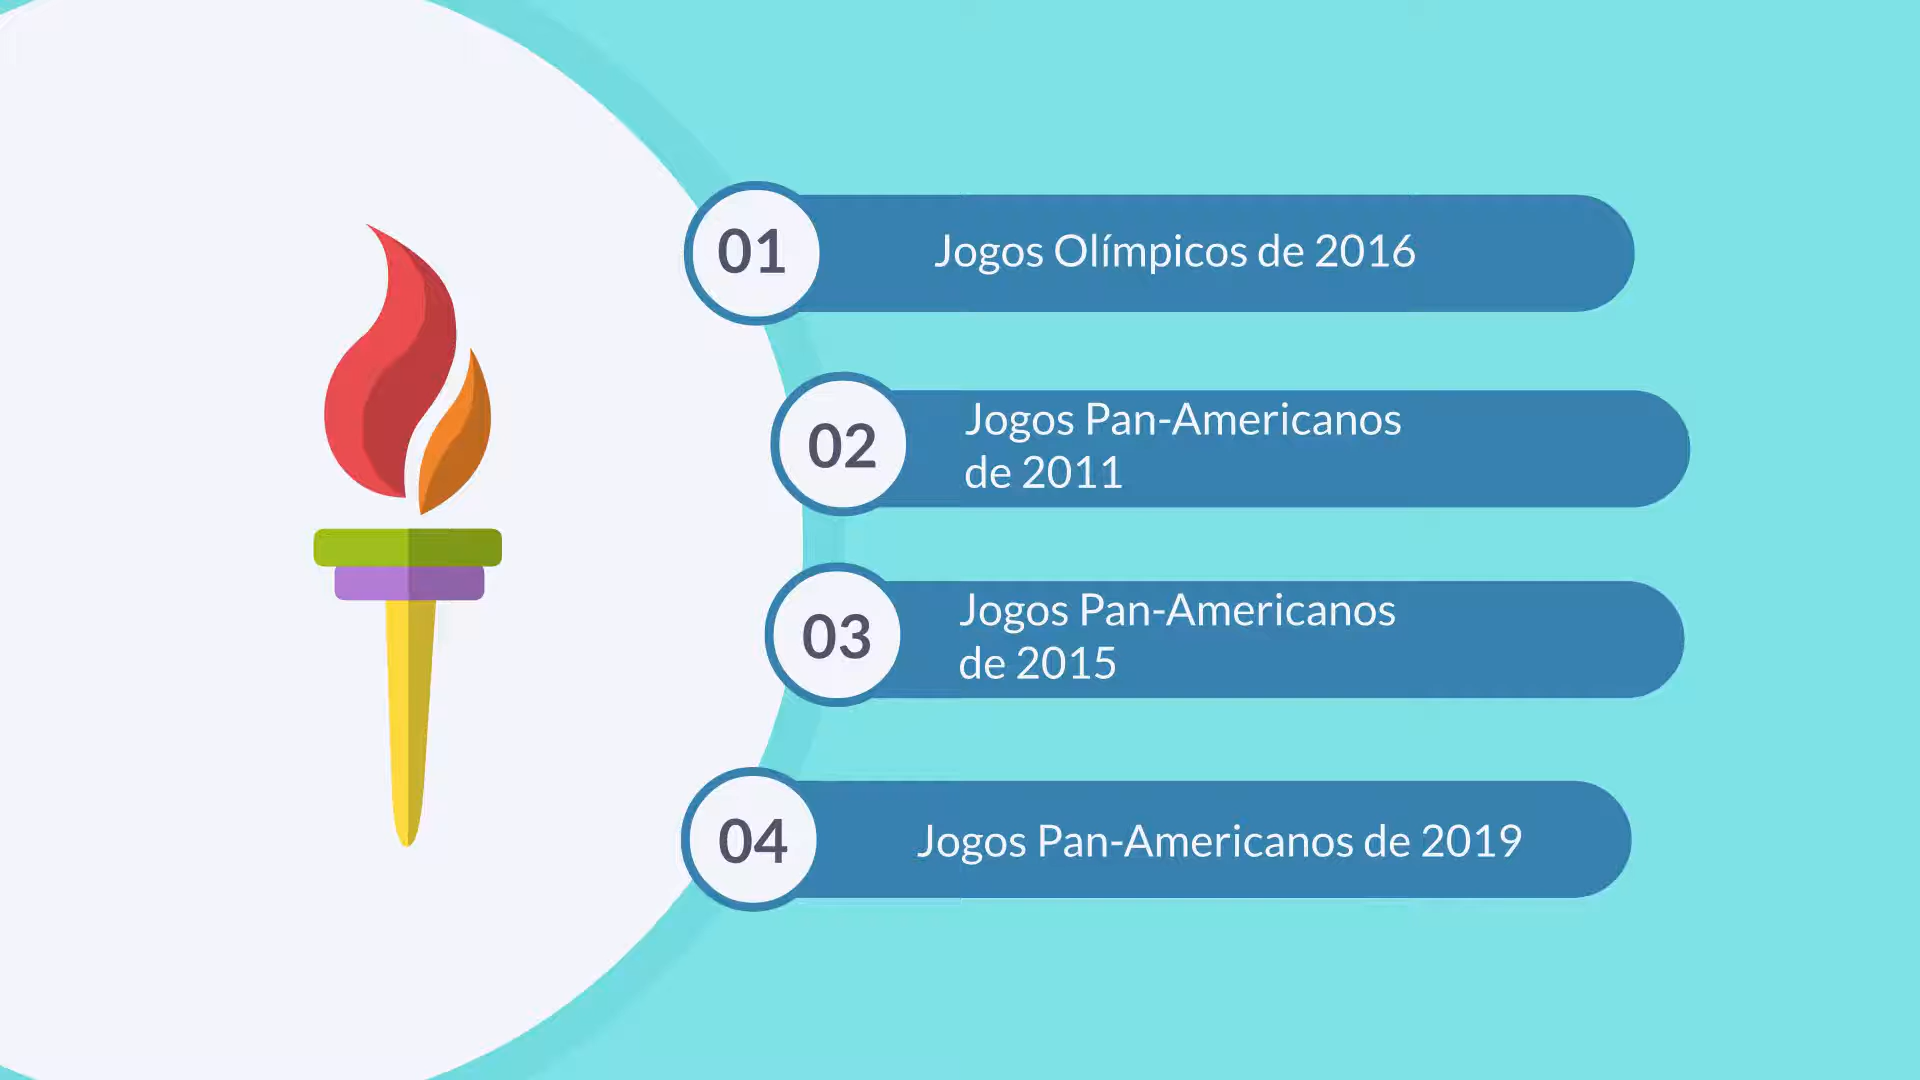 01
Jogos Olímpicos de 2016
02
Jogos Pan-Americanos
de 2011
03
Jogos Pan-Americanos
de 2015
04
Jogos Pan-Americanos de 2019